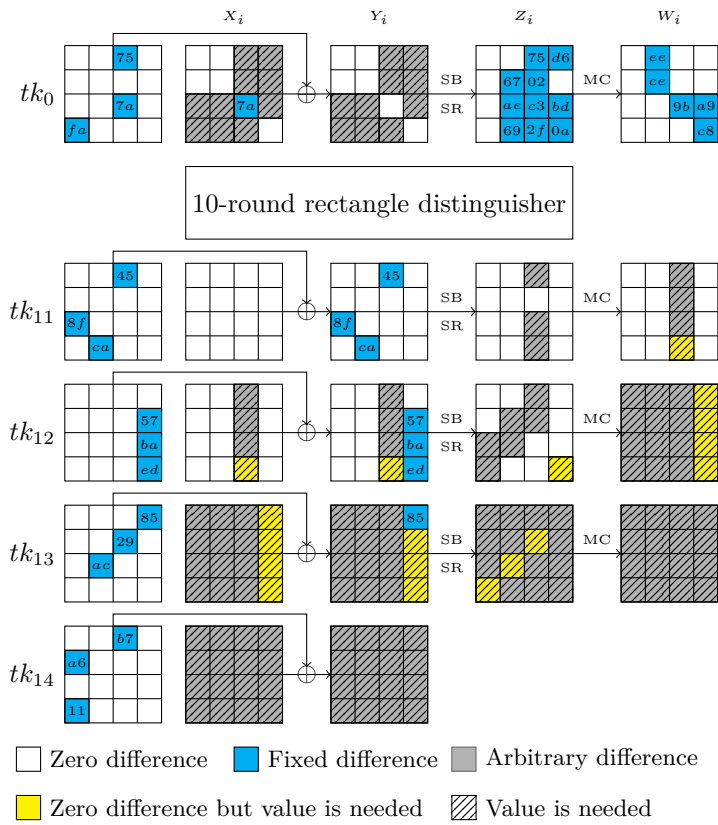 X_i Y_i Z_i W_i
75 75 d6 ee
67 02 ce
tk_0 7a 7a SB SR ae c3 bd MC 9b a9
fa 69 2f 0a c8
10-round rectangle distinguisher
45 45
tk_11 8f 8f SB SR MC
ca ca
57 57
tk_12 ba ba SB SR MC
ed ed
85 85
29
tk_13 ac SB SR MC
b7
a6
tk_14
11
Zero difference Fixed difference Arbitrary difference
Zero difference but value is needed Value is needed